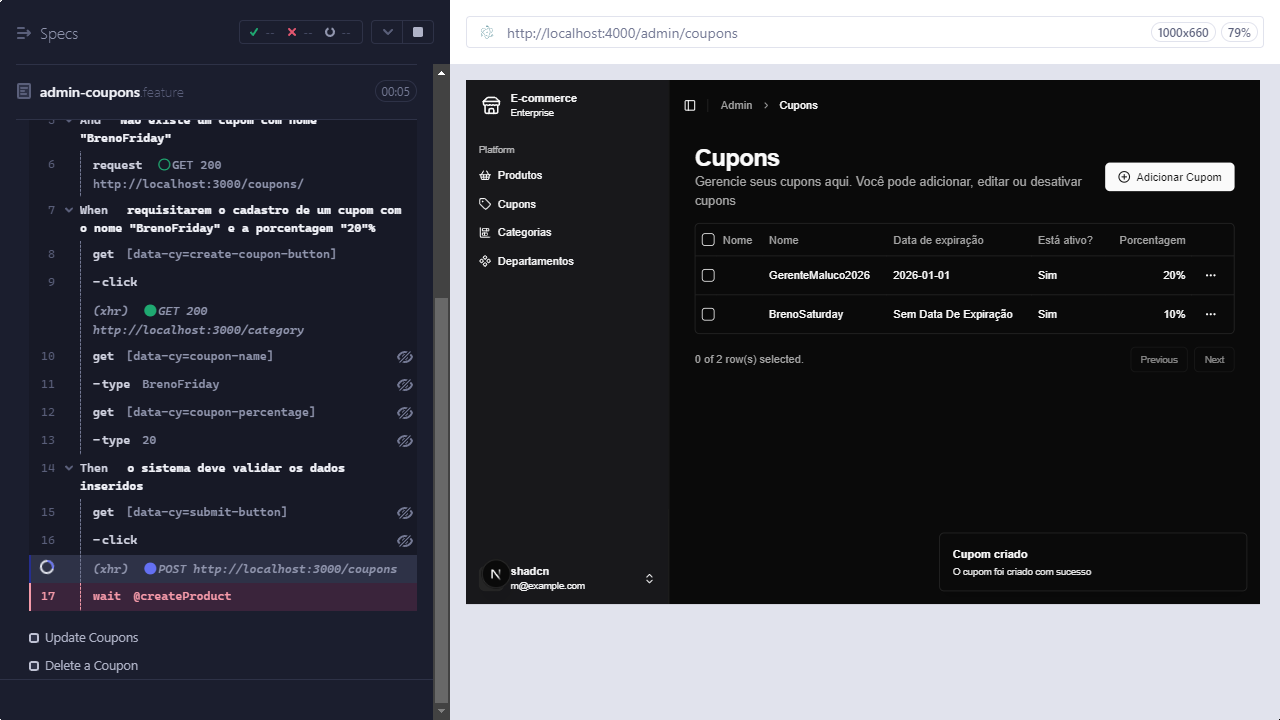 Specs
-- -- --
admin-coupons.feature
00:05
5 And não existe um cupom com nome
"BrenoFriday"
6 request GET 200
http://localhost:3000/coupons/
7 When requisitarem o cadastro de um cupom com
o nome "BrenoFriday" e a porcentagem "20"%
8 get [data-cy=create-coupon-button]
9 -click
(xhr) GET 200
http://localhost:3000/category
10 get [data-cy=coupon-name]
11 -type BrenoFriday
12 get [data-cy=coupon-percentage]
13 -type 20
14 Then o sistema deve validar os dados
inseridos
15 get [data-cy=submit-button]
16 -click
(xhr) POST http://localhost:3000/coupons
17 wait @createProduct
Update Coupons
Delete a Coupon
http://localhost:4000/admin/coupons
1000x660
79%
E-commerce
Enterprise
Platform
Produtos
Cupons
Categorias
Departamentos
N
shadcn
m@example.com
Admin > Cupons
Cupons
Gerencie seus cupons aqui. Você pode adicionar, editar ou desativar
cupons
Adicionar Cupom
Nome Nome Data de expiração Está ativo? Porcentagem
GerenteMaluco2026 2026-01-01 Sim 20% ...
BrenoSaturday Sem Data De Expiração Sim 10% ...
0 of 2 row(s) selected.
Previous
Next
Cupom criado
O cupom foi criado com sucesso